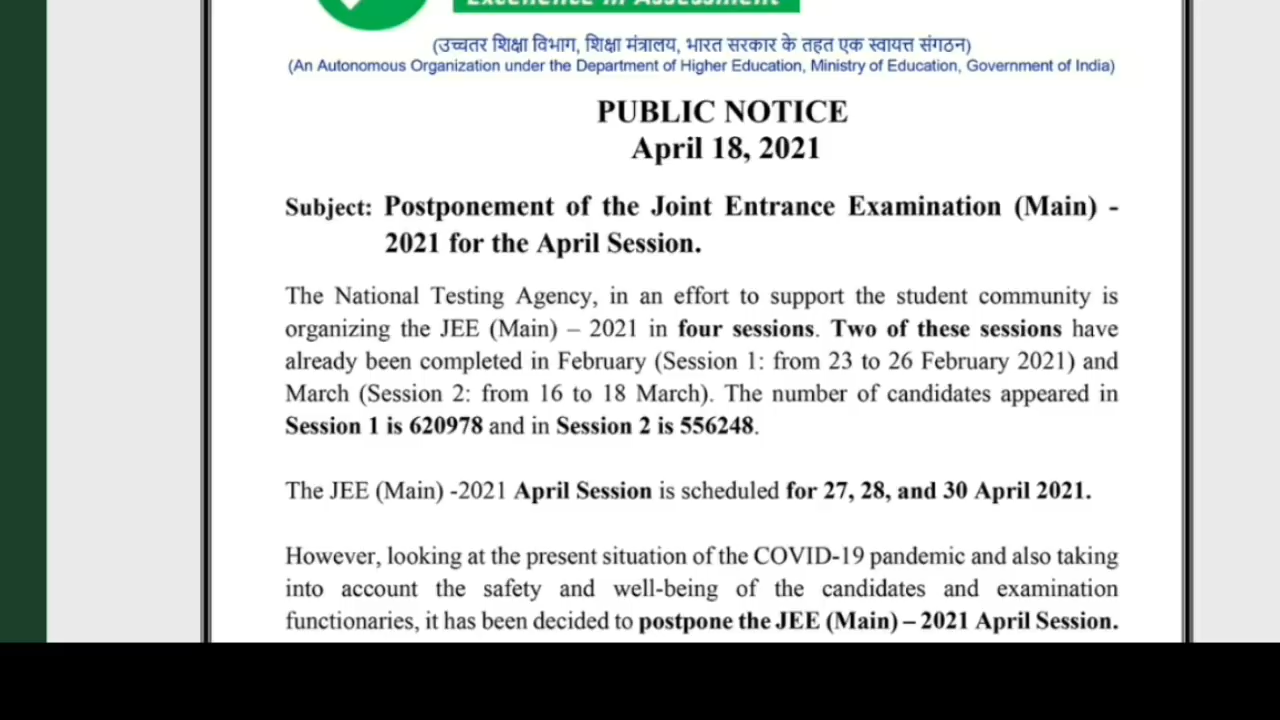 Excellence in Assessment
(उच्चतर शिक्षा विभाग, शिक्षा मंत्रालय, भारत सरकार के तहत एक स्वायत्त संगठन)
(An Autonomous Organization under the Department of Higher Education, Ministry of Education, Government of India)
PUBLIC NOTICE
April 18, 2021
Subject: Postponement of the Joint Entrance Examination (Main) -
2021 for the April Session.
The National Testing Agency, in an effort to support the student community is
organizing the JEE (Main) – 2021 in four sessions. Two of these sessions have
already been completed in February (Session 1: from 23 to 26 February 2021) and
March (Session 2: from 16 to 18 March). The number of candidates appeared in
Session 1 is 620978 and in Session 2 is 556248.
The JEE (Main) -2021 April Session is scheduled for 27, 28, and 30 April 2021.
However, looking at the present situation of the COVID-19 pandemic and also taking
into account the safety and well-being of the candidates and examination
functionaries, it has been decided to postpone the JEE (Main) – 2021 April Session.